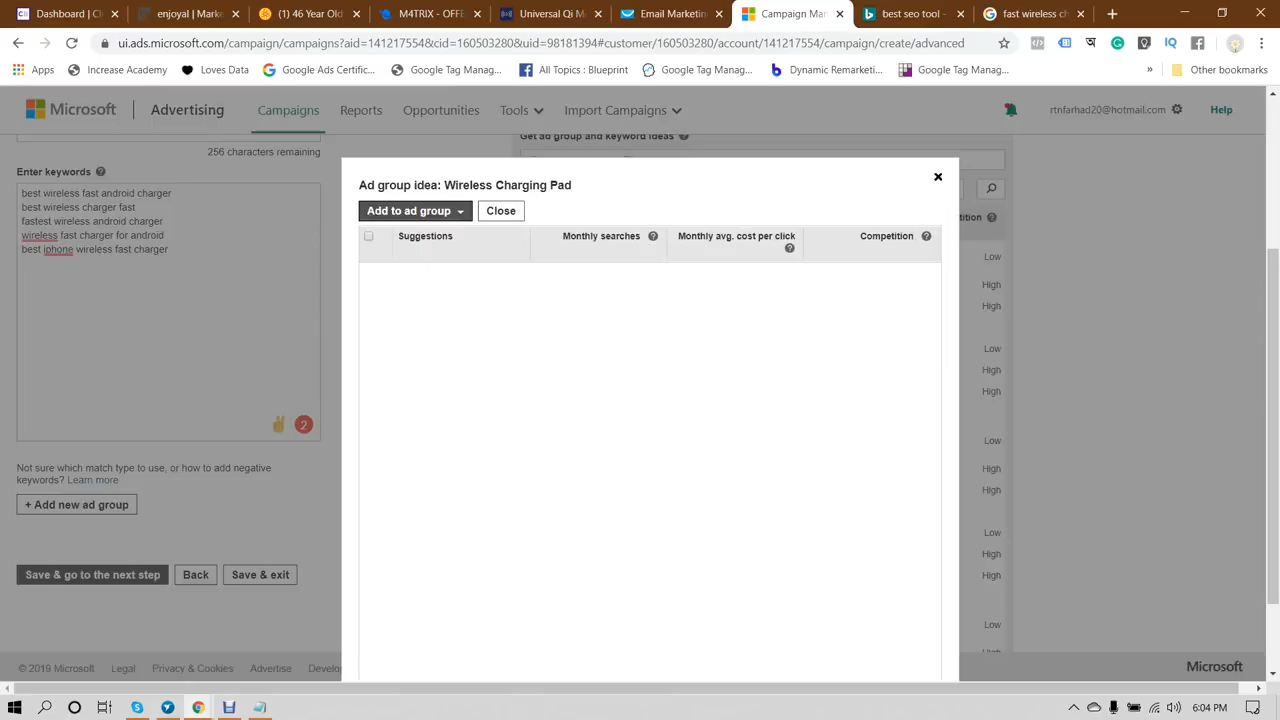 Clixli | Dashboard
enjoyal | Marke
(1) 46 Year Old
M4TRIX - OFFE
Universal Qi M
Email Marketin
Campaign Man
best seo tool -
fast wireless ch
ui.ads.microsoft.com/campaign/campaigns?aid=141217554&cid=160503280&uid=98181394#customer/160503280/account/141217554/campaign/create/advanced
Apps
Increase Academy
Loves Data
Google Ads Certific...
Google Tag Manag...
All Topics : Blueprint
Google Tag Manag...
Dynamic Remarketi...
Google Tag Manag...
»
Other bookmarks
Microsoft
Advertising
Campaigns
Reports
Opportunities
Tools
Import Campaigns
rtnfarhad20@hotmail.com
Help
256 characters remaining
Get ad group and keyword ideas
Enter keywords
best wireless fast android charger
best wireless charger fast
fastest wireless android charger
wireless fast charger for android
best iphone wireless fast charger
2
Not sure which match type to use, or how to add negative
keywords? Learn more
+ Add new ad group
Save & go to the next step
Back
Save & exit
Ad group idea: Wireless Charging Pad
Add to ad group
Close
Suggestions
Monthly searches
Monthly avg. cost per click
Competition
ition
Low
High
High
Low
High
High
Low
High
High
Low
High
High
Low
© 2019 Microsoft
Legal
Privacy & Cookies
Advertise
Develo
Microsoft
6:04 PM